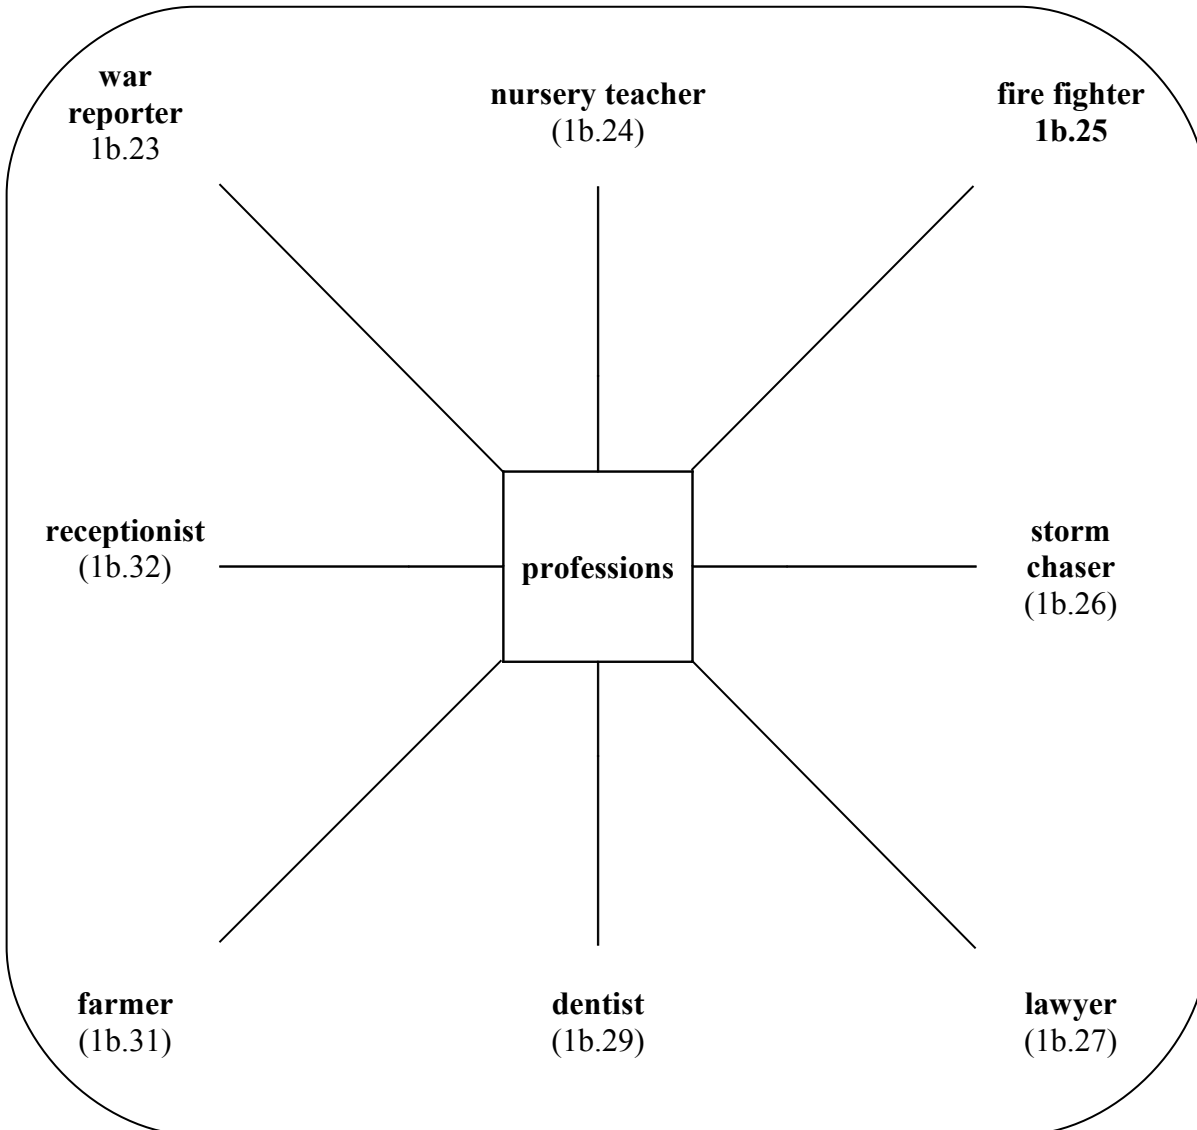 war
reporter
1b.23
nursery teacher
(1b.24)
fire fighter
1b.25
receptionist
(1b.32)
professions
storm
chaser
(1b.26)
farmer
(1b.31)
dentist
(1b.29)
lawyer
(1b.27)